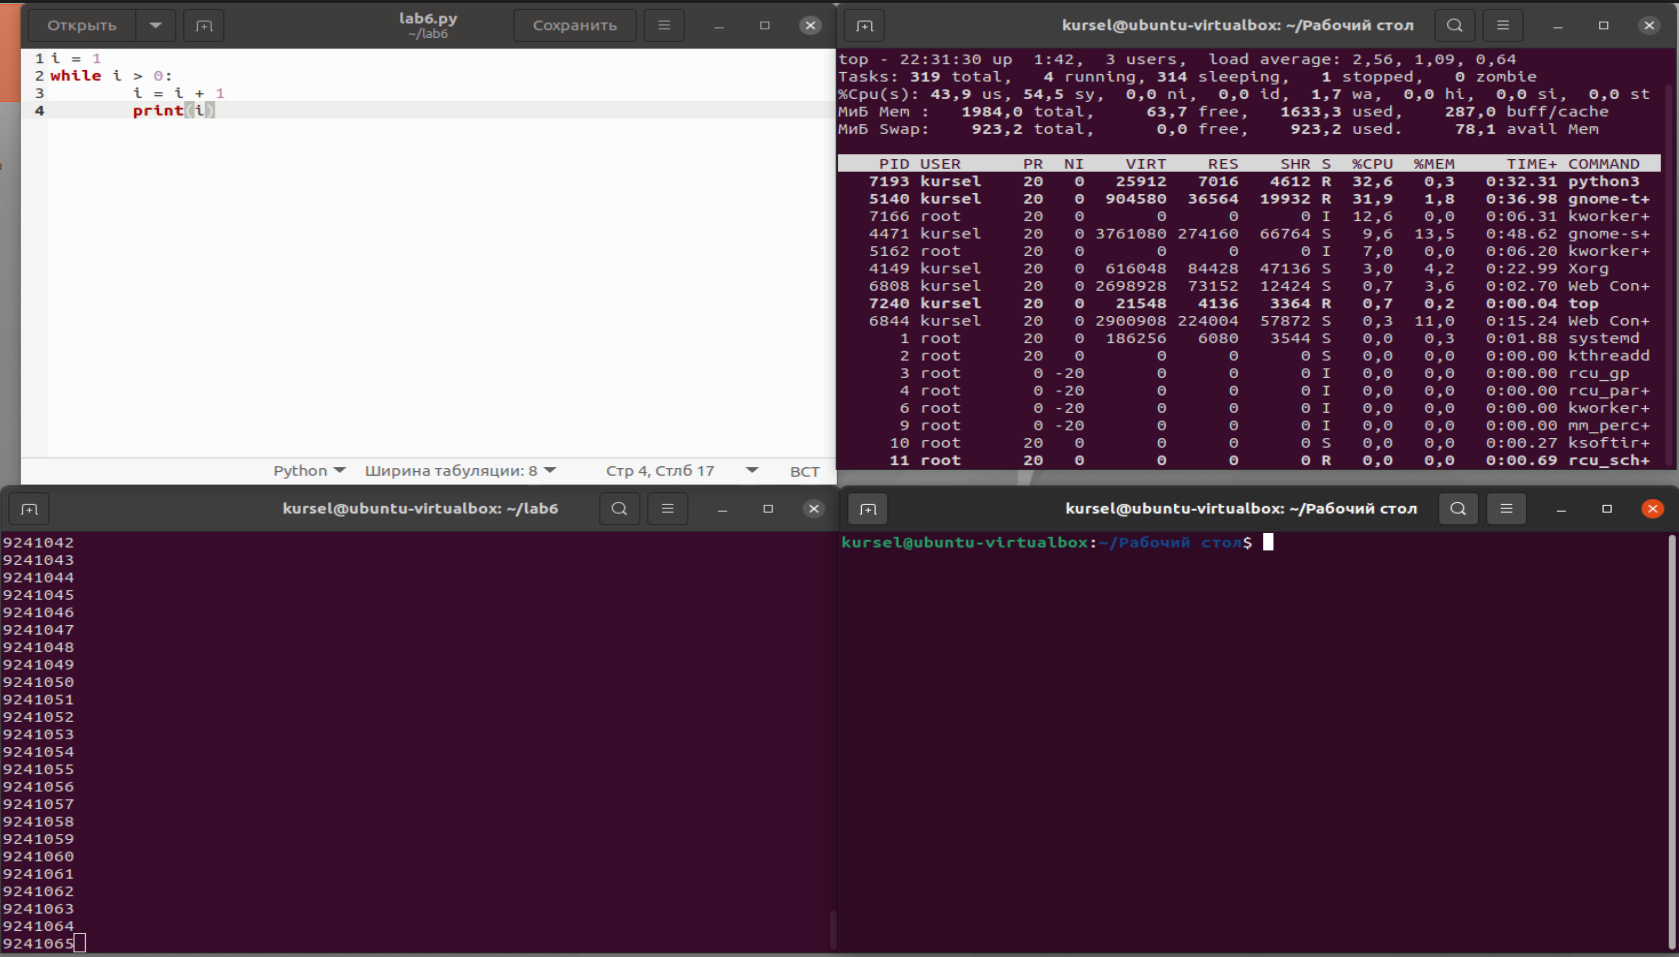 Открыть
lab6.py
~/lab6
Сохранить
1 i = 1
2 while i > 0:
3         i = i + 1
4         print(i)
Python
Ширина табуляции: 8
Стр 4, Стлб 17
ВСТ
kursel@ubuntu-virtualbox: ~/Рабочий стол
top - 22:31:30 up  1:42,  3 users,  load average: 2,56, 1,09, 0,64
Tasks: 319 total,   4 running, 314 sleeping,   1 stopped,   0 zombie
%Cpu(s): 43,9 us, 54,5 sy,  0,0 ni,  0,0 id,  1,7 wa,  0,0 hi,  0,0 si,  0,0 st
МиБ Mem :   1984,0 total,     63,7 free,   1633,3 used,    287,0 buff/cache
МиБ Swap:    923,2 total,      0,0 free,    923,2 used.     78,1 avail Mem
PID USER      PR  NI    VIRT    RES    SHR S  %CPU  %MEM     TIME+ COMMAND
7193 kursel    20   0   25912   7016   4612 R  32,6   0,3   0:32.31 python3
5140 kursel    20   0  904580  36564  19932 R  31,9   1,8   0:36.98 gnome-t+
7166 root      20   0       0      0      0 I  12,6   0,0   0:06.31 kworker+
4471 kursel    20   0 3761080 274160  66764 S   9,6  13,5   0:48.62 gnome-s+
5162 root      20   0       0      0      0 I   7,0   0,0   0:06.20 kworker+
4149 kursel    20   0  616048  84428  47136 S   3,0   4,2   0:22.99 Xorg
6808 kursel    20   0 2698928  73152  12424 S   0,7   3,6   0:02.70 Web Con+
7240 kursel    20   0   21548   4136   3364 R   0,7   0,2   0:00.04 top
6844 kursel    20   0 2900908 224004  57872 S   0,3  11,0   0:15.24 Web Con+
1 root      20   0  186256   6080   3544 S   0,0   0,3   0:01.88 systemd
2 root      20   0       0      0      0 S   0,0   0,0   0:00.00 kthreadd
3 root       0 -20       0      0      0 I   0,0   0,0   0:00.00 rcu_gp
4 root       0 -20       0      0      0 I   0,0   0,0   0:00.00 rcu_par+
6 root       0 -20       0      0      0 I   0,0   0,0   0:00.00 kworker+
9 root       0 -20       0      0      0 I   0,0   0,0   0:00.00 mm_perc+
10 root      20   0       0      0      0 S   0,0   0,0   0:00.27 ksoftir+
11 root      20   0       0      0      0 R   0,0   0,0   0:00.69 rcu_sch+
kursel@ubuntu-virtualbox: ~/lab6
9241042
9241043
9241044
9241045
9241046
9241047
9241048
9241049
9241050
9241051
9241052
9241053
9241054
9241055
9241056
9241057
9241058
9241059
9241060
9241061
9241062
9241063
9241064
9241065
kursel@ubuntu-virtualbox: ~/Рабочий стол
kursel@ubuntu-virtualbox:~/Рабочий стол$